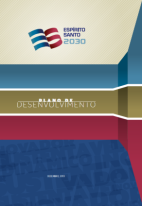 ESPÍRITO
SANTO
2030
PLANO DE
DESENVOLVIMENTO